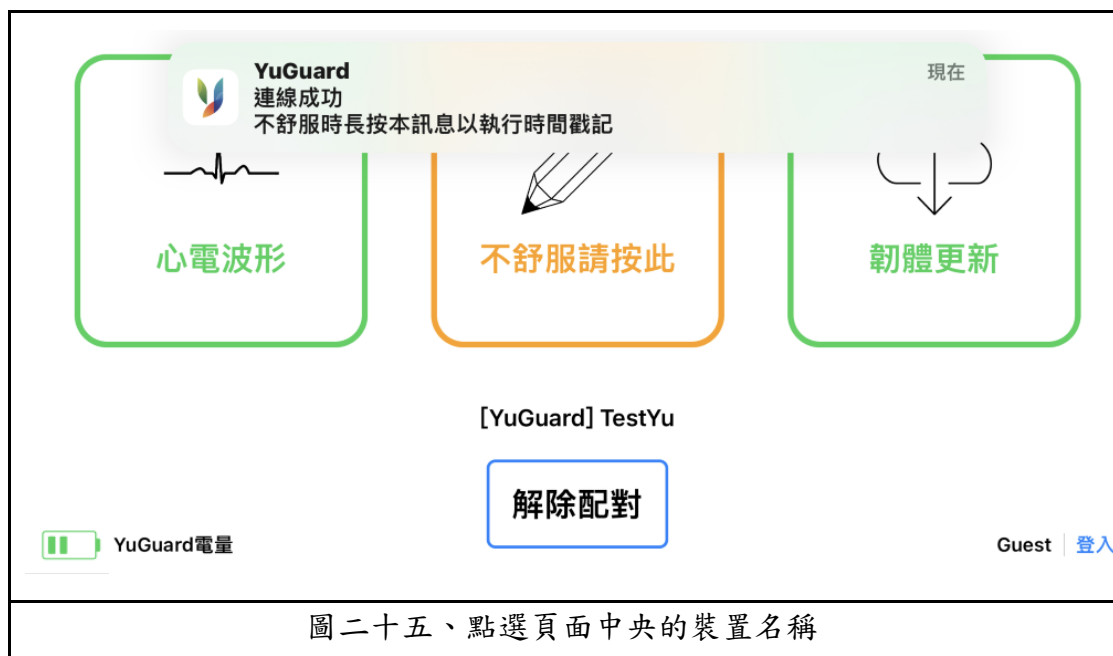 YuGuard
現在
連線成功
不舒服時長按本訊息以執行時間戳記
心電波形
不舒服請按此
韌體更新
[YuGuard] TestYu
解除配對
YuGuard電量
Guest
登入
圖二十五、點選頁面中央的裝置名稱